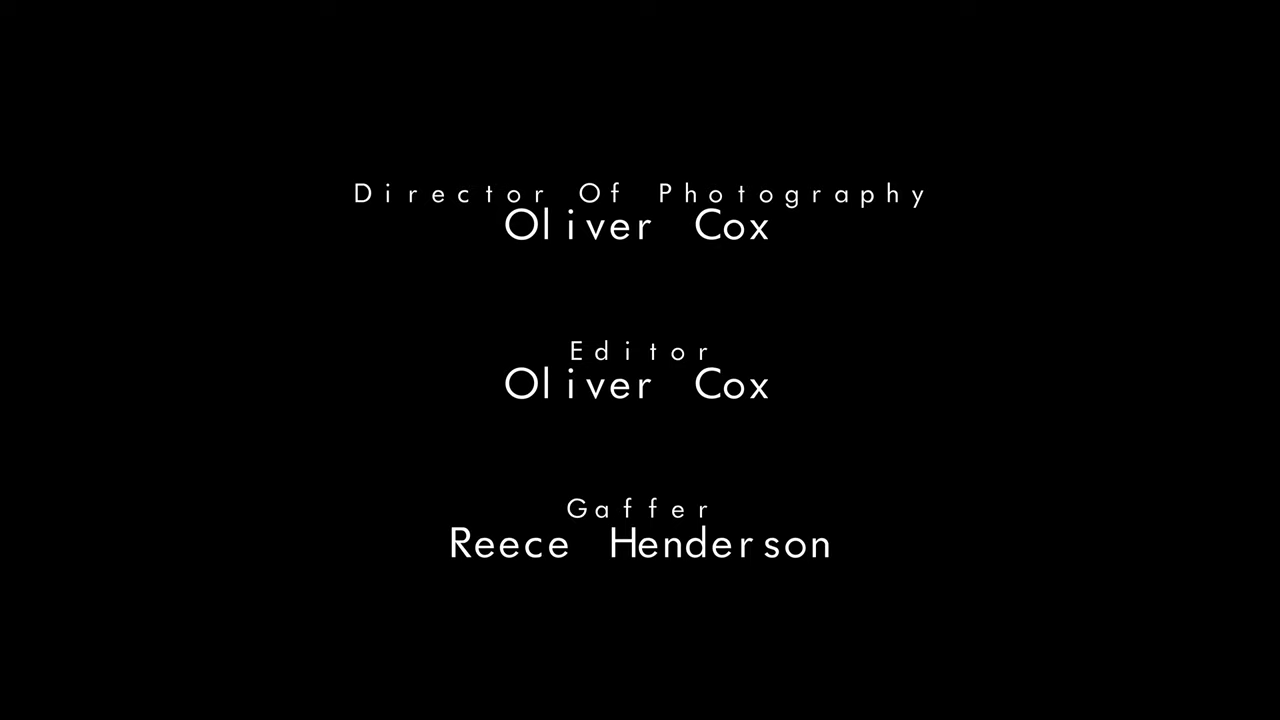 Director Of Photography
Oliver Cox
Editor
Oliver Cox
Gaffer
Reece Henderson